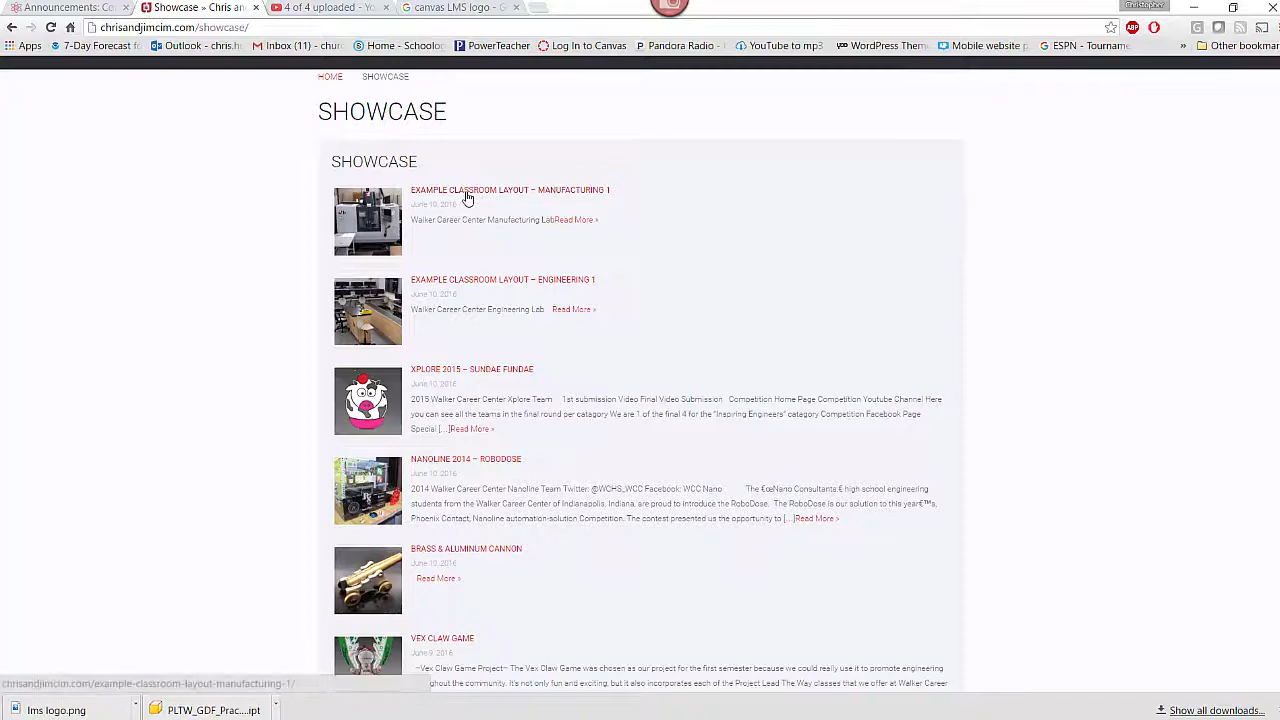 Announcements: Co
Showcase » Chris an
4 of 4 uploaded - You
canvas LMS logo - G
Christopher
chrisandjimcim.com/showcase/
ABP
Apps
7-Day Forecast f
Outlook - chris.h
Inbox (11) - chur
Home - Schoolo
PowerTeacher
Log In to Canvas
Pandora Radio -
YouTube to mp3
WordPress Them
Mobile website
ESPN - Tourname
»
Other bookmar
HOME SHOWCASE
SHOWCASE
SHOWCASE
EXAMPLE CLASSROOM LAYOUT – MANUFACTURING 1
June 10, 2016
Walker Career Center Manufacturing LabRead More »
EXAMPLE CLASSROOM LAYOUT – ENGINEERING 1
June 10, 2016
Walker Career Center Engineering Lab Read More »
XPLORE 2015 – SUNDAE FUNDAE
June 10, 2016
2015 Walker Career Center Xplore Team 1st submission Video Final Video Submission Competition Home Page Competition Youtube Channel Here
you can see all the teams in the final round per catagory We are 1 of the final 4 for the "Inspring Engineers" catagory Competition Facebook Page
Special [...]Read More »
NANOLINE 2014 – ROBODOSE
June 10, 2016
2014 Walker Career Center Nanoline Team Twitter: @WCHS_WCC Facebook: WCC Nano The €œNano Consultants € high school engineering
students from the Walker Career Center of Indianapolis, Indiana, are proud to introduce the RoboDose. The RoboDose is our solution to this year€™s,
Phoenix Contact, Nanoline automation-solution Competition. The contest presented us the opportunity to [...]Read More »
BRASS & ALUMINUM CANNON
June 10, 2016
Read More »
VEX CLAW GAME
June 9, 2016
~Vex Claw Game Project~ The Vex Claw Game was chosen as our project for the first semester because we could really use it to promote engineering
ghout the community. It's not only fun and exciting, but it also incorporates each of the Project Lead The Way classes that we offer at Walker Career
chrisandjimcim.com/example-classroom-layout-manufacturing-1/
lms logo.png
PLTW_GDF_Prac....ipt
Show all downloads...